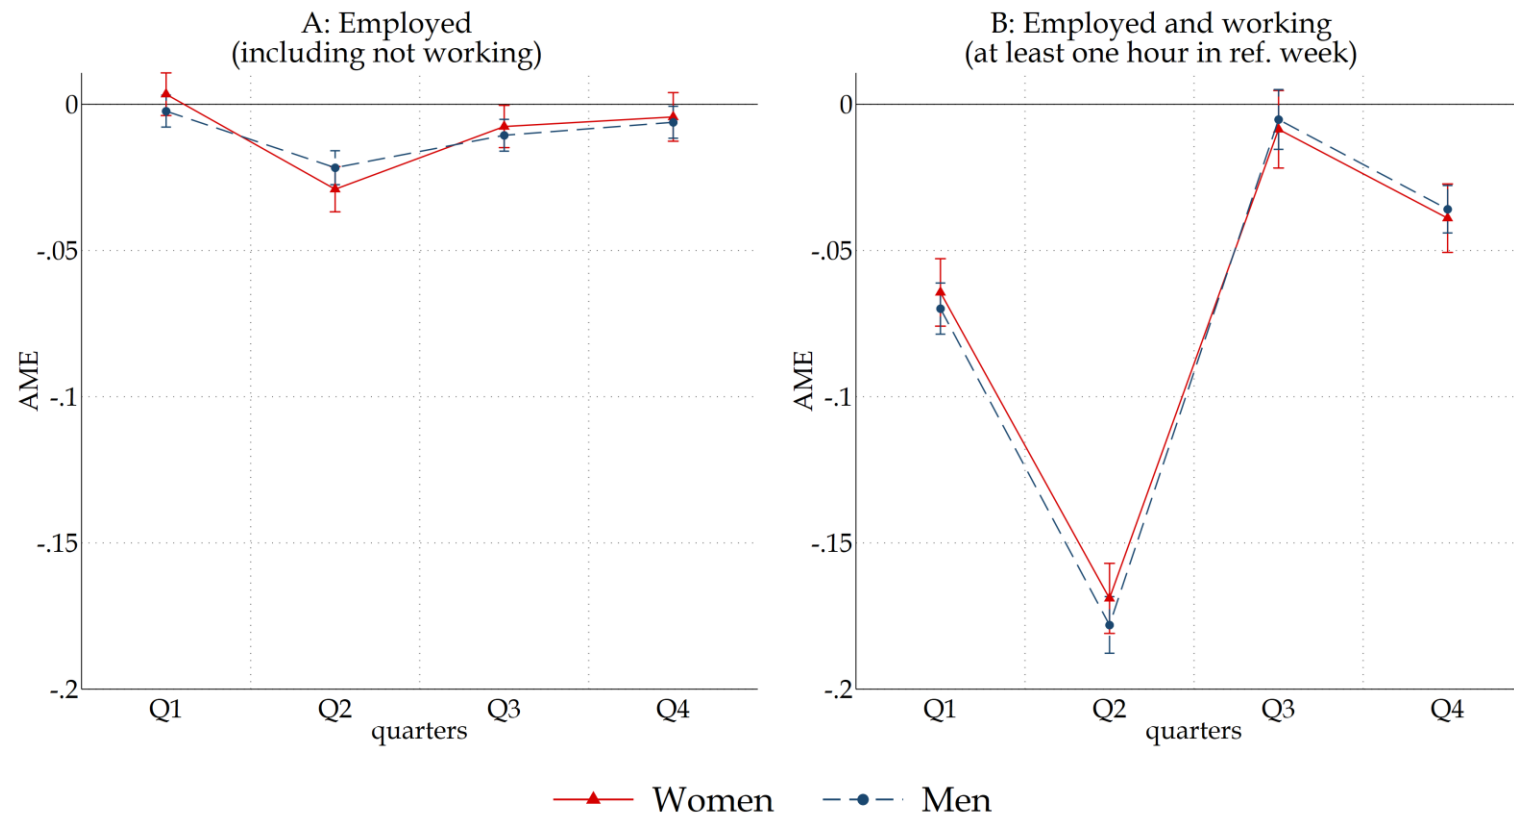 A: Employed
(including not working)
0
-.05
-.1
-.15
-.2
AME
Q1 Q2 Q3 Q4
quarters
B: Employed and working
(at least one hour in ref. week)
0
-.05
-.1
-.15
-.2
AME
Q1 Q2 Q3 Q4
quarters
Women Men